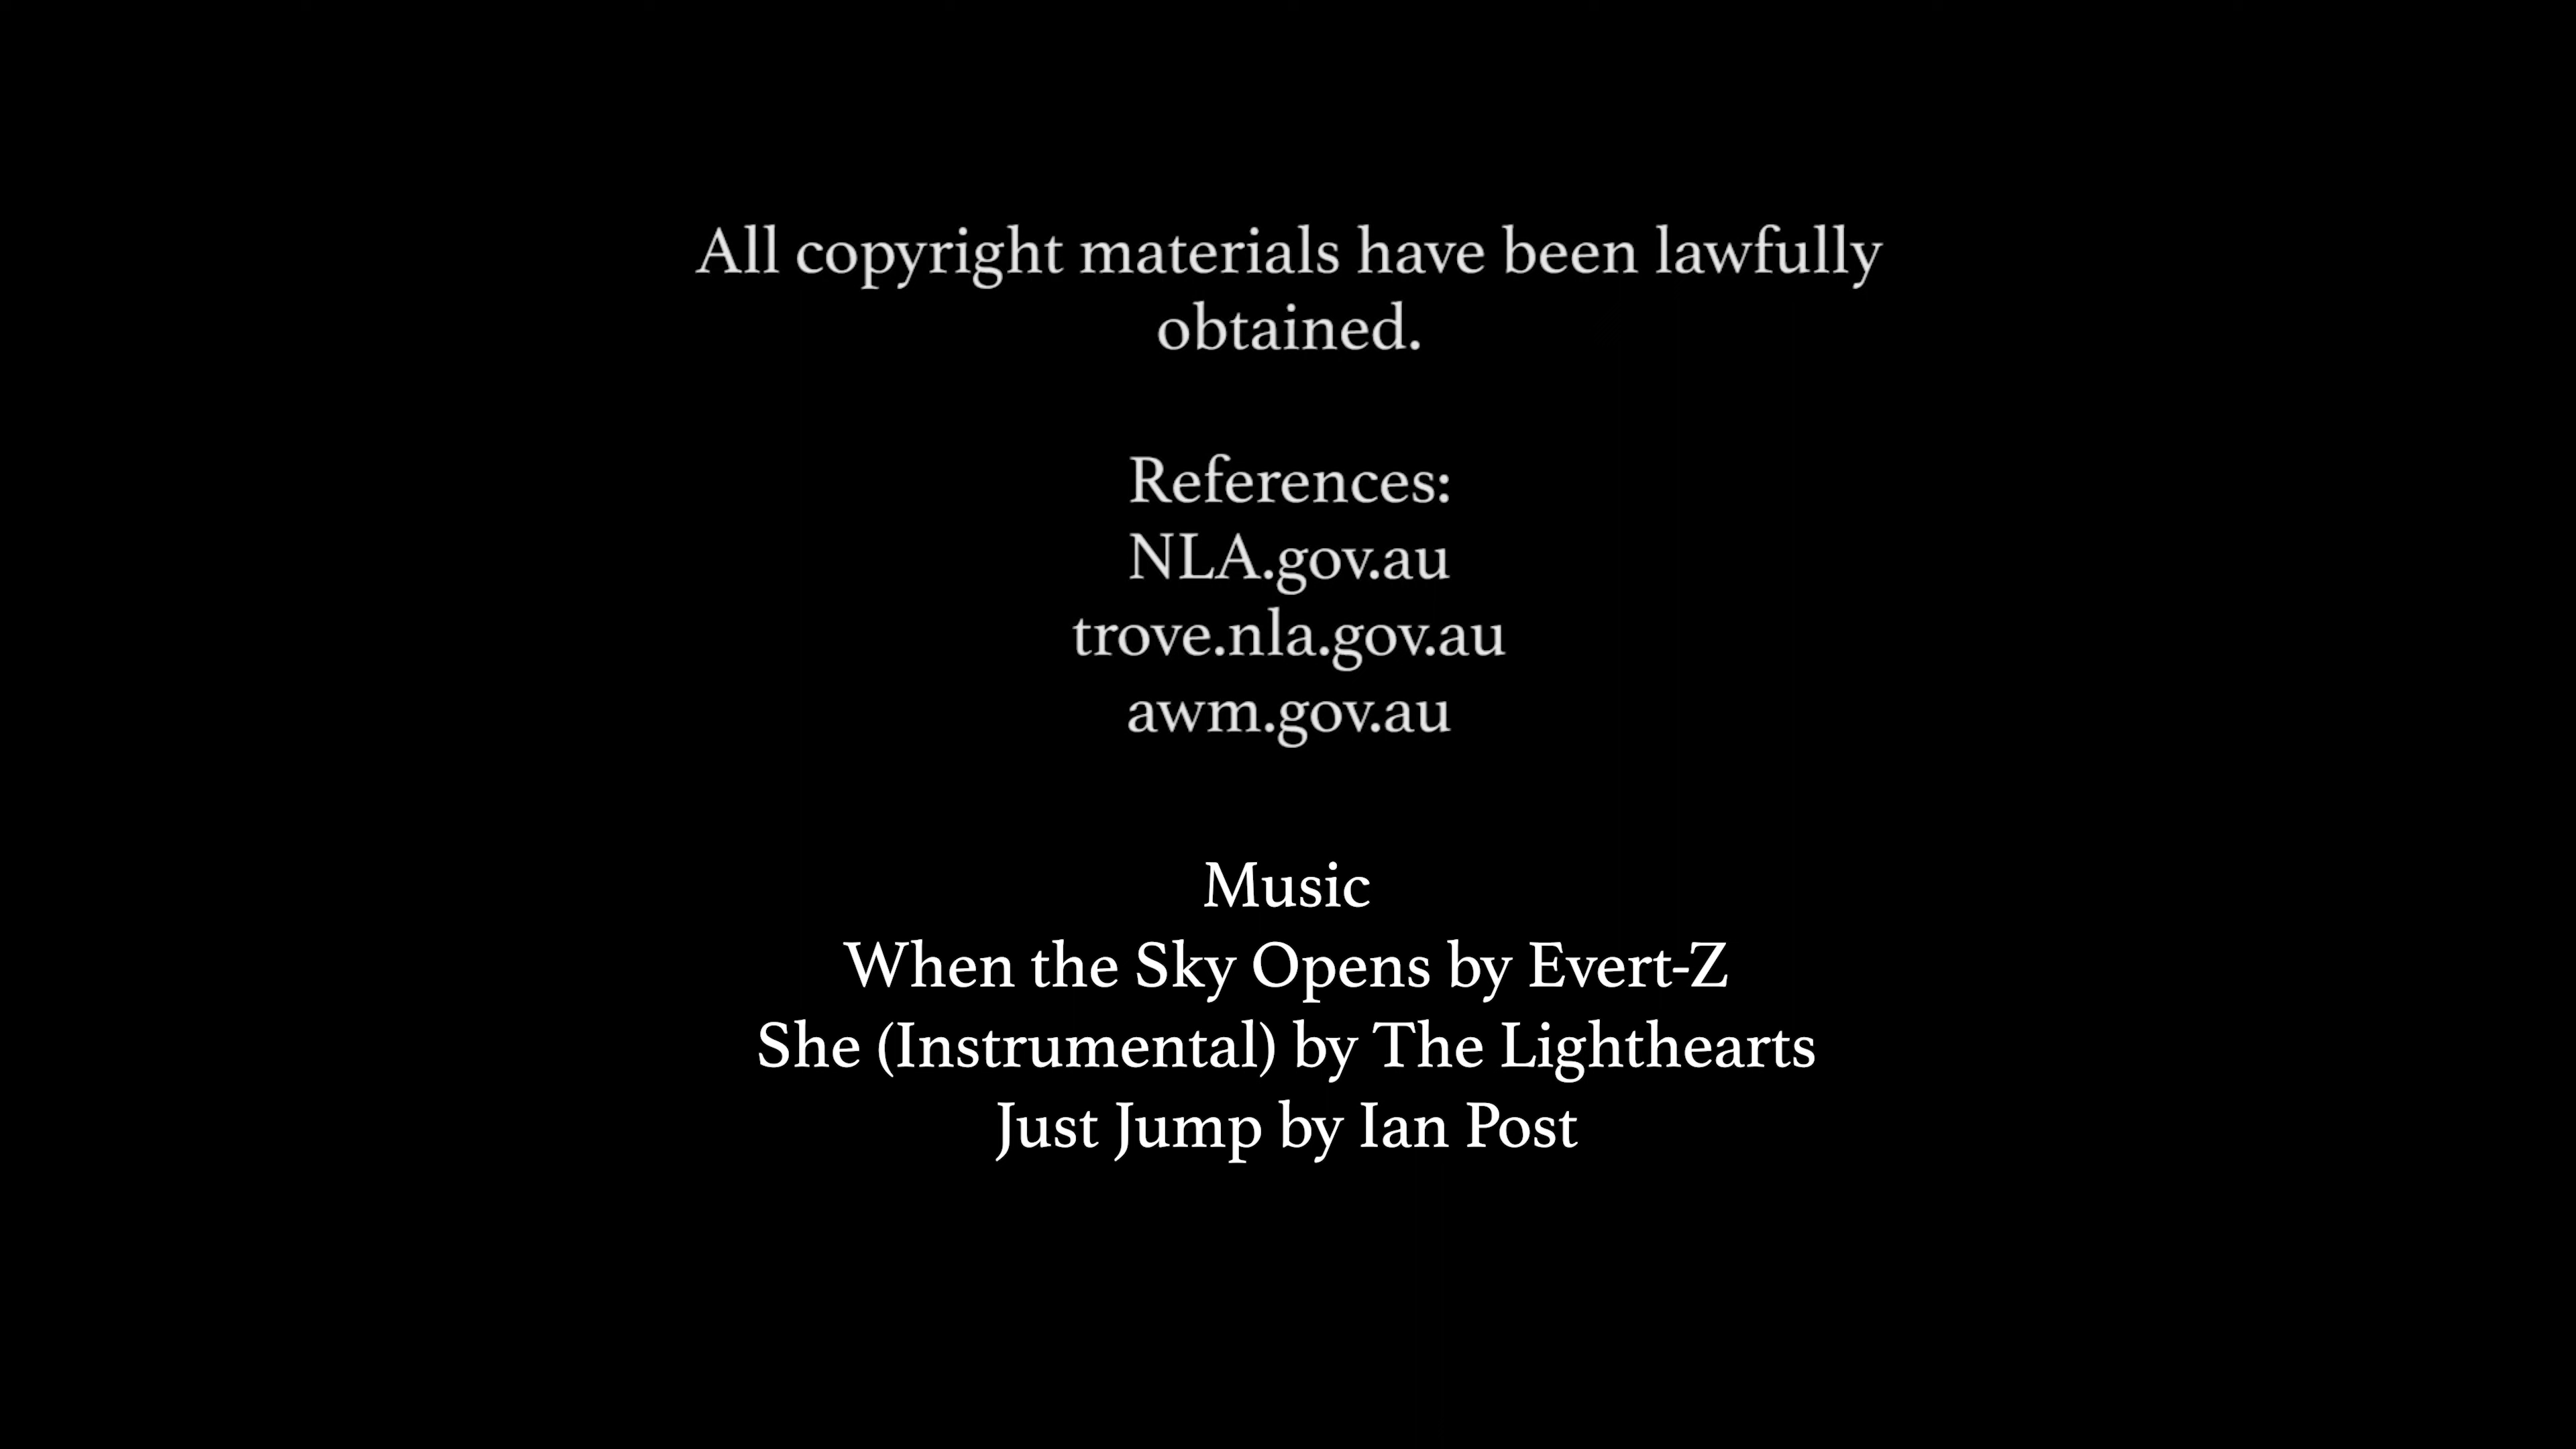 All copyright materials have been lawfully
obtained.
References:
NLA.gov.au
trove.nla.gov.au
awm.gov.au
Music
When the Sky Opens by Evert-Z
She (Instrumental) by The Lighthearts
Just Jump by Ian Post